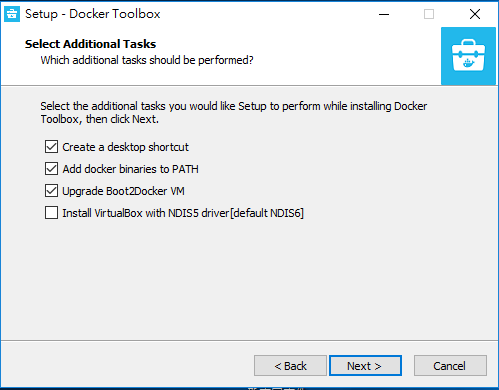 Setup - Docker Toolbox
Select Additional Tasks
Which additional tasks should be performed?
Select the additional tasks you would like Setup to perform while installing Docker
Toolbox, then click Next.
Create a desktop shortcut
Add docker binaries to PATH
Upgrade Boot2Docker VM
Install VirtualBox with NDIS5 driver[default NDIS6]
< Back
Next >
Cancel